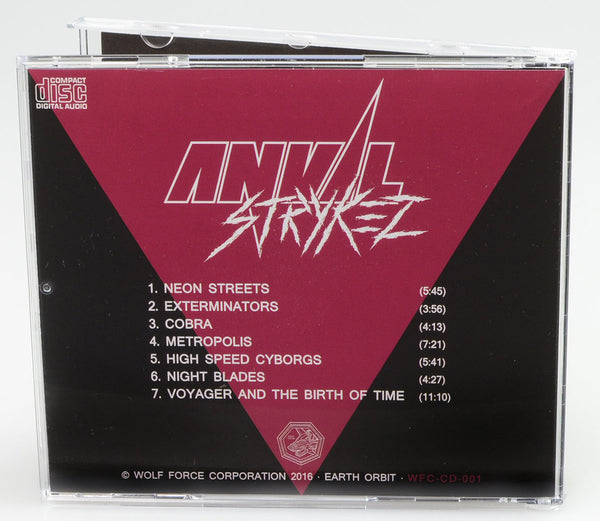 COMPACT
disc
DIGITAL AUDIO
ANVIL
STRYKEZ
1. NEON STREETS (5:45)
2. EXTERMINATORS (3:56)
3. COBRA (4:13)
4. METROPOLIS (7:21)
5. HIGH SPEED CYBORGS (5:41)
6. NIGHT BLADES (4:27)
7. VOYAGER AND THE BIRTH OF TIME (11:10)
© WOLF FORCE CORPORATION 2016 · EARTH ORBIT · WFC-CD-001